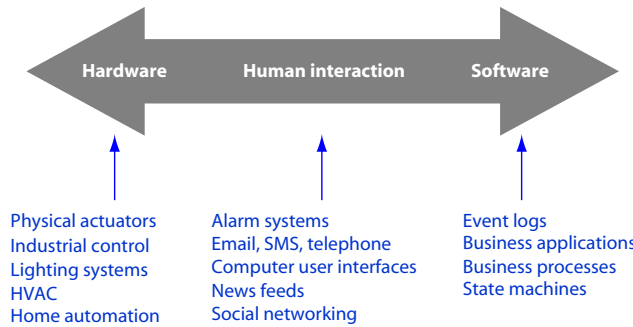 Hardware
Human interaction
Software
Physical actuators
Industrial control
Lighting systems
HVAC
Home automation
Alarm systems
Email, SMS, telephone
Computer user interfaces
News feeds
Social networking
Event logs
Business applications
Business processes
State machines